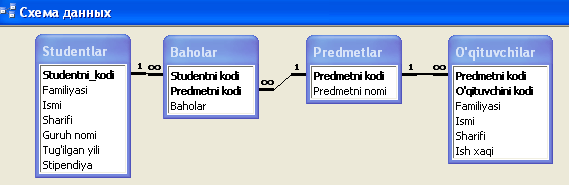 Схема данных
Studentlar
Studentni_kodi
Familiyasi
Ismi
Sharifi
Guruh nomi
Tug'ilgan yili
Stipendiya
1 ∞
Baholar
Studentni kodi
Predmetni kodi
Baholar
∞ 1
Predmetlar
Predmetni kodi
Predmetni nomi
1 ∞
O'qituvchilar
Predmetni kodi
O'qituvchini kodi
Familiyasi
Ismi
Sharifi
Ish xaqi